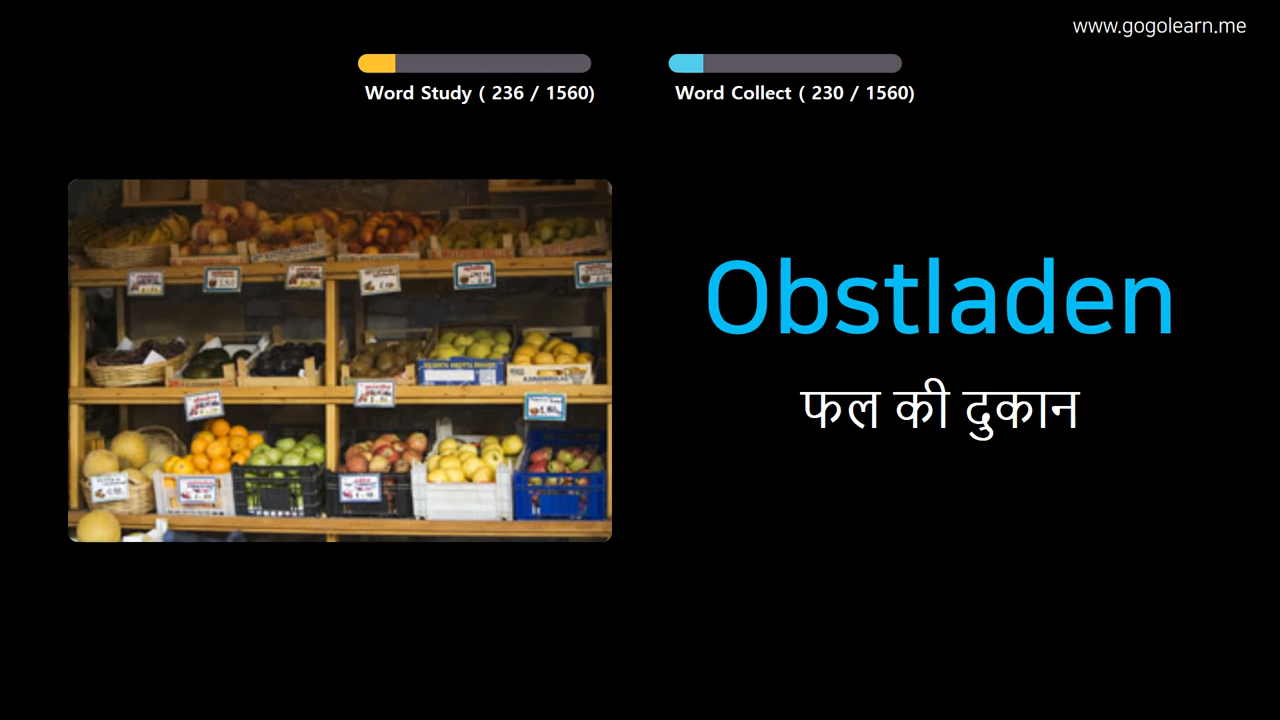 www.gogolearn.me
Word Study ( 236 / 1560)
Word Collect ( 230 / 1560)
Obstladen
फल की दुकान